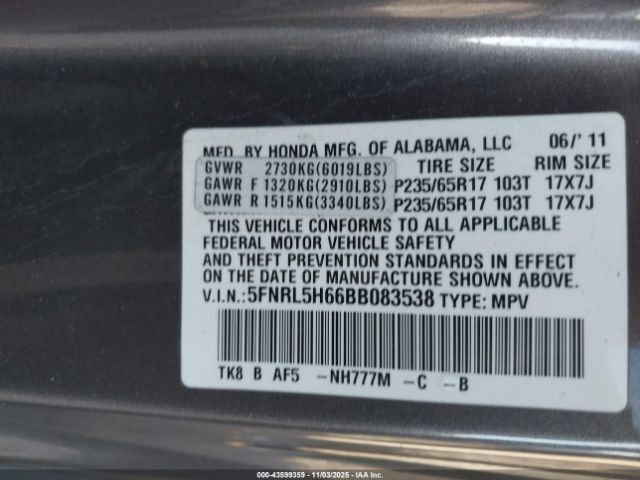 MFD. BY HONDA MFG. OF ALABAMA, LLC 06/' 11
GVWR 2730KG(6019LBS) TIRE SIZE RIM SIZE
GAWR F 1320KG(2910LBS) P235/65R17 103T 17X7J
GAWR R 1515KG(3340LBS) P235/65R17 103T 17X7J
THIS VEHICLE CONFORMS TO ALL APPLICABLE
FEDERAL MOTOR VEHICLE SAFETY
AND THEFT PREVENTION STANDARDS IN EFFECT
ON THE DATE OF MANUFACTURE SHOWN ABOVE.
V.I.N.:5FNRL5H66BB083538 TYPE: MPV
TK8 B AF5 -NH777M -C -B
000-43599359 - 11/03/2025 - IAA Inc.